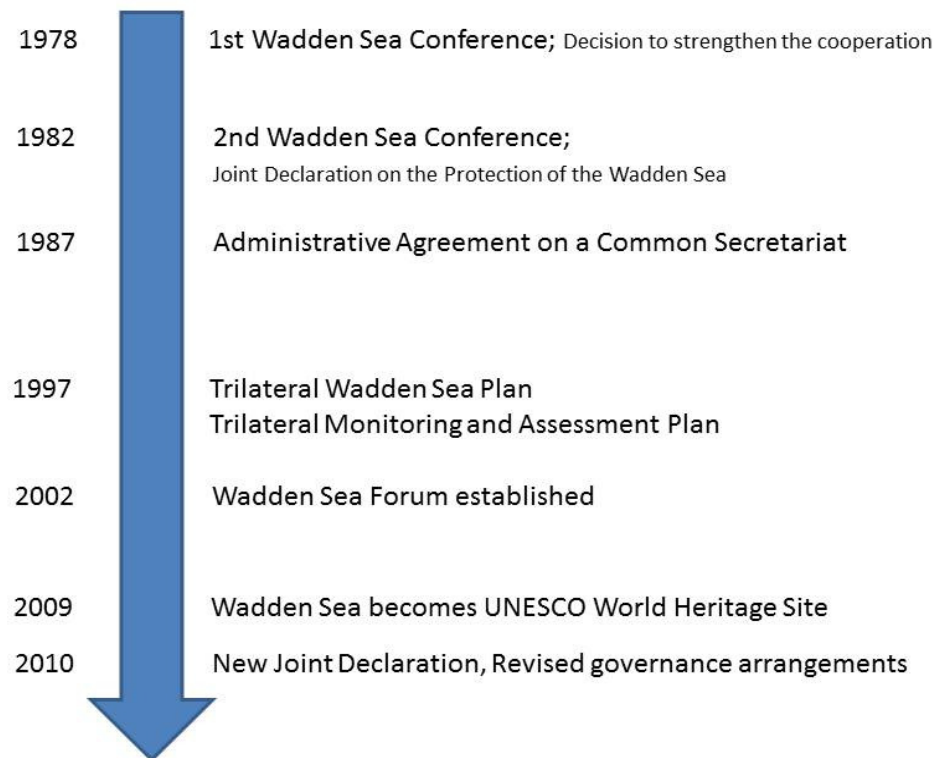 1978 1st Wadden Sea Conference; Decision to strengthen the cooperation
1982 2nd Wadden Sea Conference;
Joint Declaration on the Protection of the Wadden Sea
1987 Administrative Agreement on a Common Secretariat
1997 Trilateral Wadden Sea Plan
Trilateral Monitoring and Assessment Plan
2002 Wadden Sea Forum established
2009 Wadden Sea becomes UNESCO World Heritage Site
2010 New Joint Declaration, Revised governance arrangements